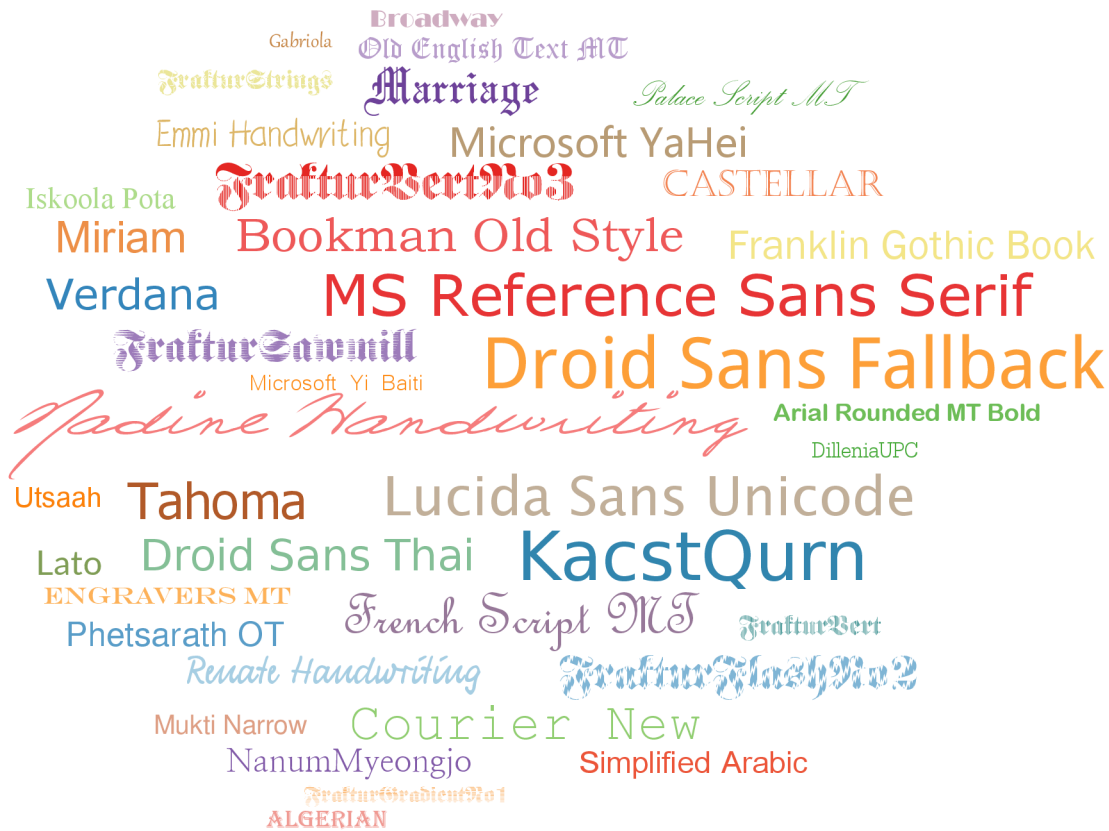 Broadway
Gabriola
Old English Text MT
FrakturStrings
Marriage
Palace Script MT
Emmi Handwriting
Microsoft YaHei
FrakturVertNo3
CASTELLAR
Iskoola Pota
Miriam
Bookman Old Style
Franklin Gothic Book
Verdana
MS Reference Sans Serif
FrakturSawmill
Droid Sans Fallback
Microsoft Yi Baiti
Nadine Handwriting
Arial Rounded MT Bold
DilleniaUPC
Utsaah
Tahoma
Lucida Sans Unicode
Lato
Droid Sans Thai
KacstQurn
ENGRAVERS MT
Phetsarath OT
French Script MT
FrakturVert
Renate Handwriting
FrakturFlashNo2
Mukti Narrow
Courier New
NanumMyeongjo
Simplified Arabic
FrakturGradientNo1
ALGERIAN